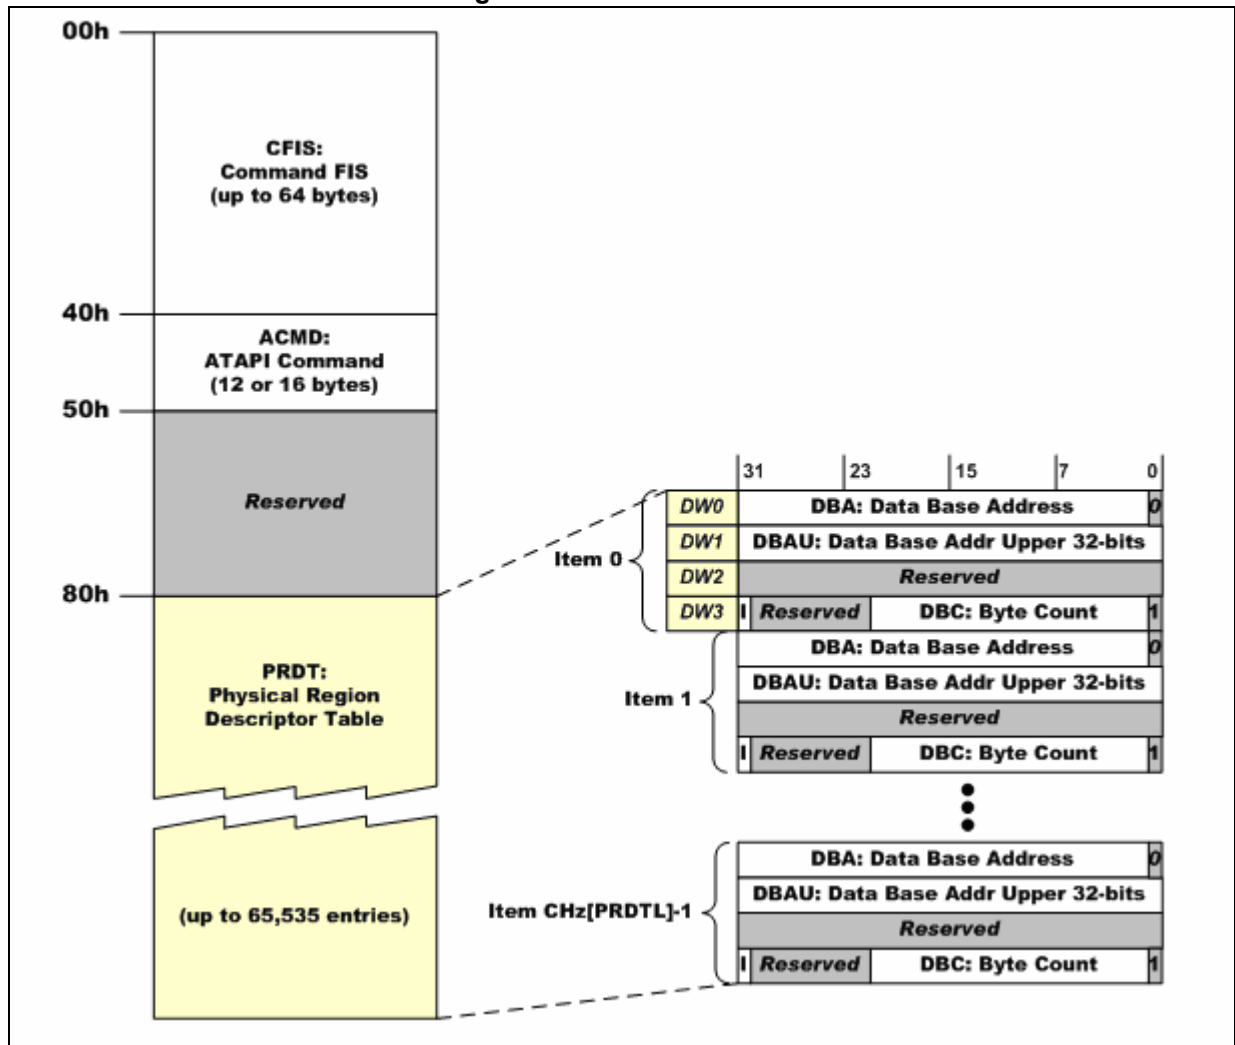 00h
CFIS:
Command FIS
(up to 64 bytes)
40h
ACMD:
ATAPI Command
(12 or 16 bytes)
50h
Reserved
80h
PRDT:
Physical Region
Descriptor Table
(up to 65,535 entries)
31 23 15 7 0
Item 0
DW0 DBA: Data Base Address 0
DW1 DBAU: Data Base Addr Upper 32-bits
DW2 Reserved
DW3 I Reserved DBC: Byte Count 1
Item 1
DBA: Data Base Address 0
DBAU: Data Base Addr Upper 32-bits
Reserved
I Reserved DBC: Byte Count 1
Item CHz[PRDTL]-1
DBA: Data Base Address 0
DBAU: Data Base Addr Upper 32-bits
Reserved
I Reserved DBC: Byte Count 1